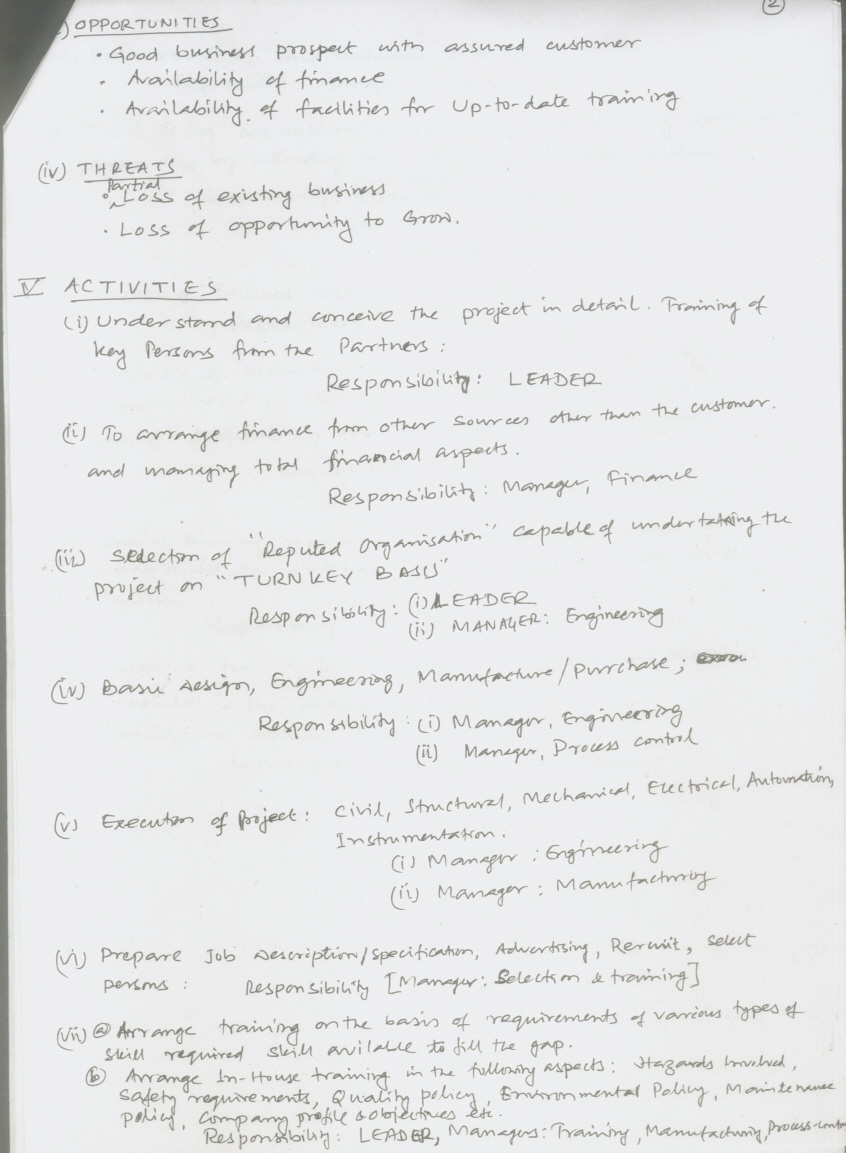 ②
) OPPORTUNITIES
• Good business prospect with assured customer
• Availability of finance
• Availability of facilities for Up-to-date training
(iv) THREATS
• Partial Loss of existing business
• Loss of opportunity to Grow.
IV ACTIVITIES
(i) Understand and conceive the project in detail. Training of
key Persons from the Partners :
Responsibility : LEADER
(ii) To arrange finance from other sources other than the customer.
and managing total financial aspects.
Responsibility : Manager, Finance
(iii) Selection of "Reputed Organisation" capable of undertaking the
project on "TURNKEY BASIS"
Responsibility : (i) LEADER
(ii) MANAGER: Engineering
(iv) Basic Design, Engineering, Manufacture/purchase ;
Responsibility : (i) Manager, Engineering
(ii) Manager, Process control
(v) Execution of Project : Civil, Structural, Mechanical, Electrical, Automation,
Instrumentation.
(i) Manager : Engineering
(ii) Manager : Manufacturing
(vi) Prepare Job Description/specification, Advertising, Recruit, select
persons : Responsibility [Manager: Selection & training]
(vii) ⓐ Arrange training on the basis of requirements of various types of
skill required skill avilable to fill the gap.
ⓑ Arrange In-House training in the following aspects : Hazards Involved,
Safety requirements, Quality policy, Environmental Policy, Maintenance
policy, Company profile & objectives etc.
Responsibility : LEADER, Managers: Training, Manufacturing, Process-contro